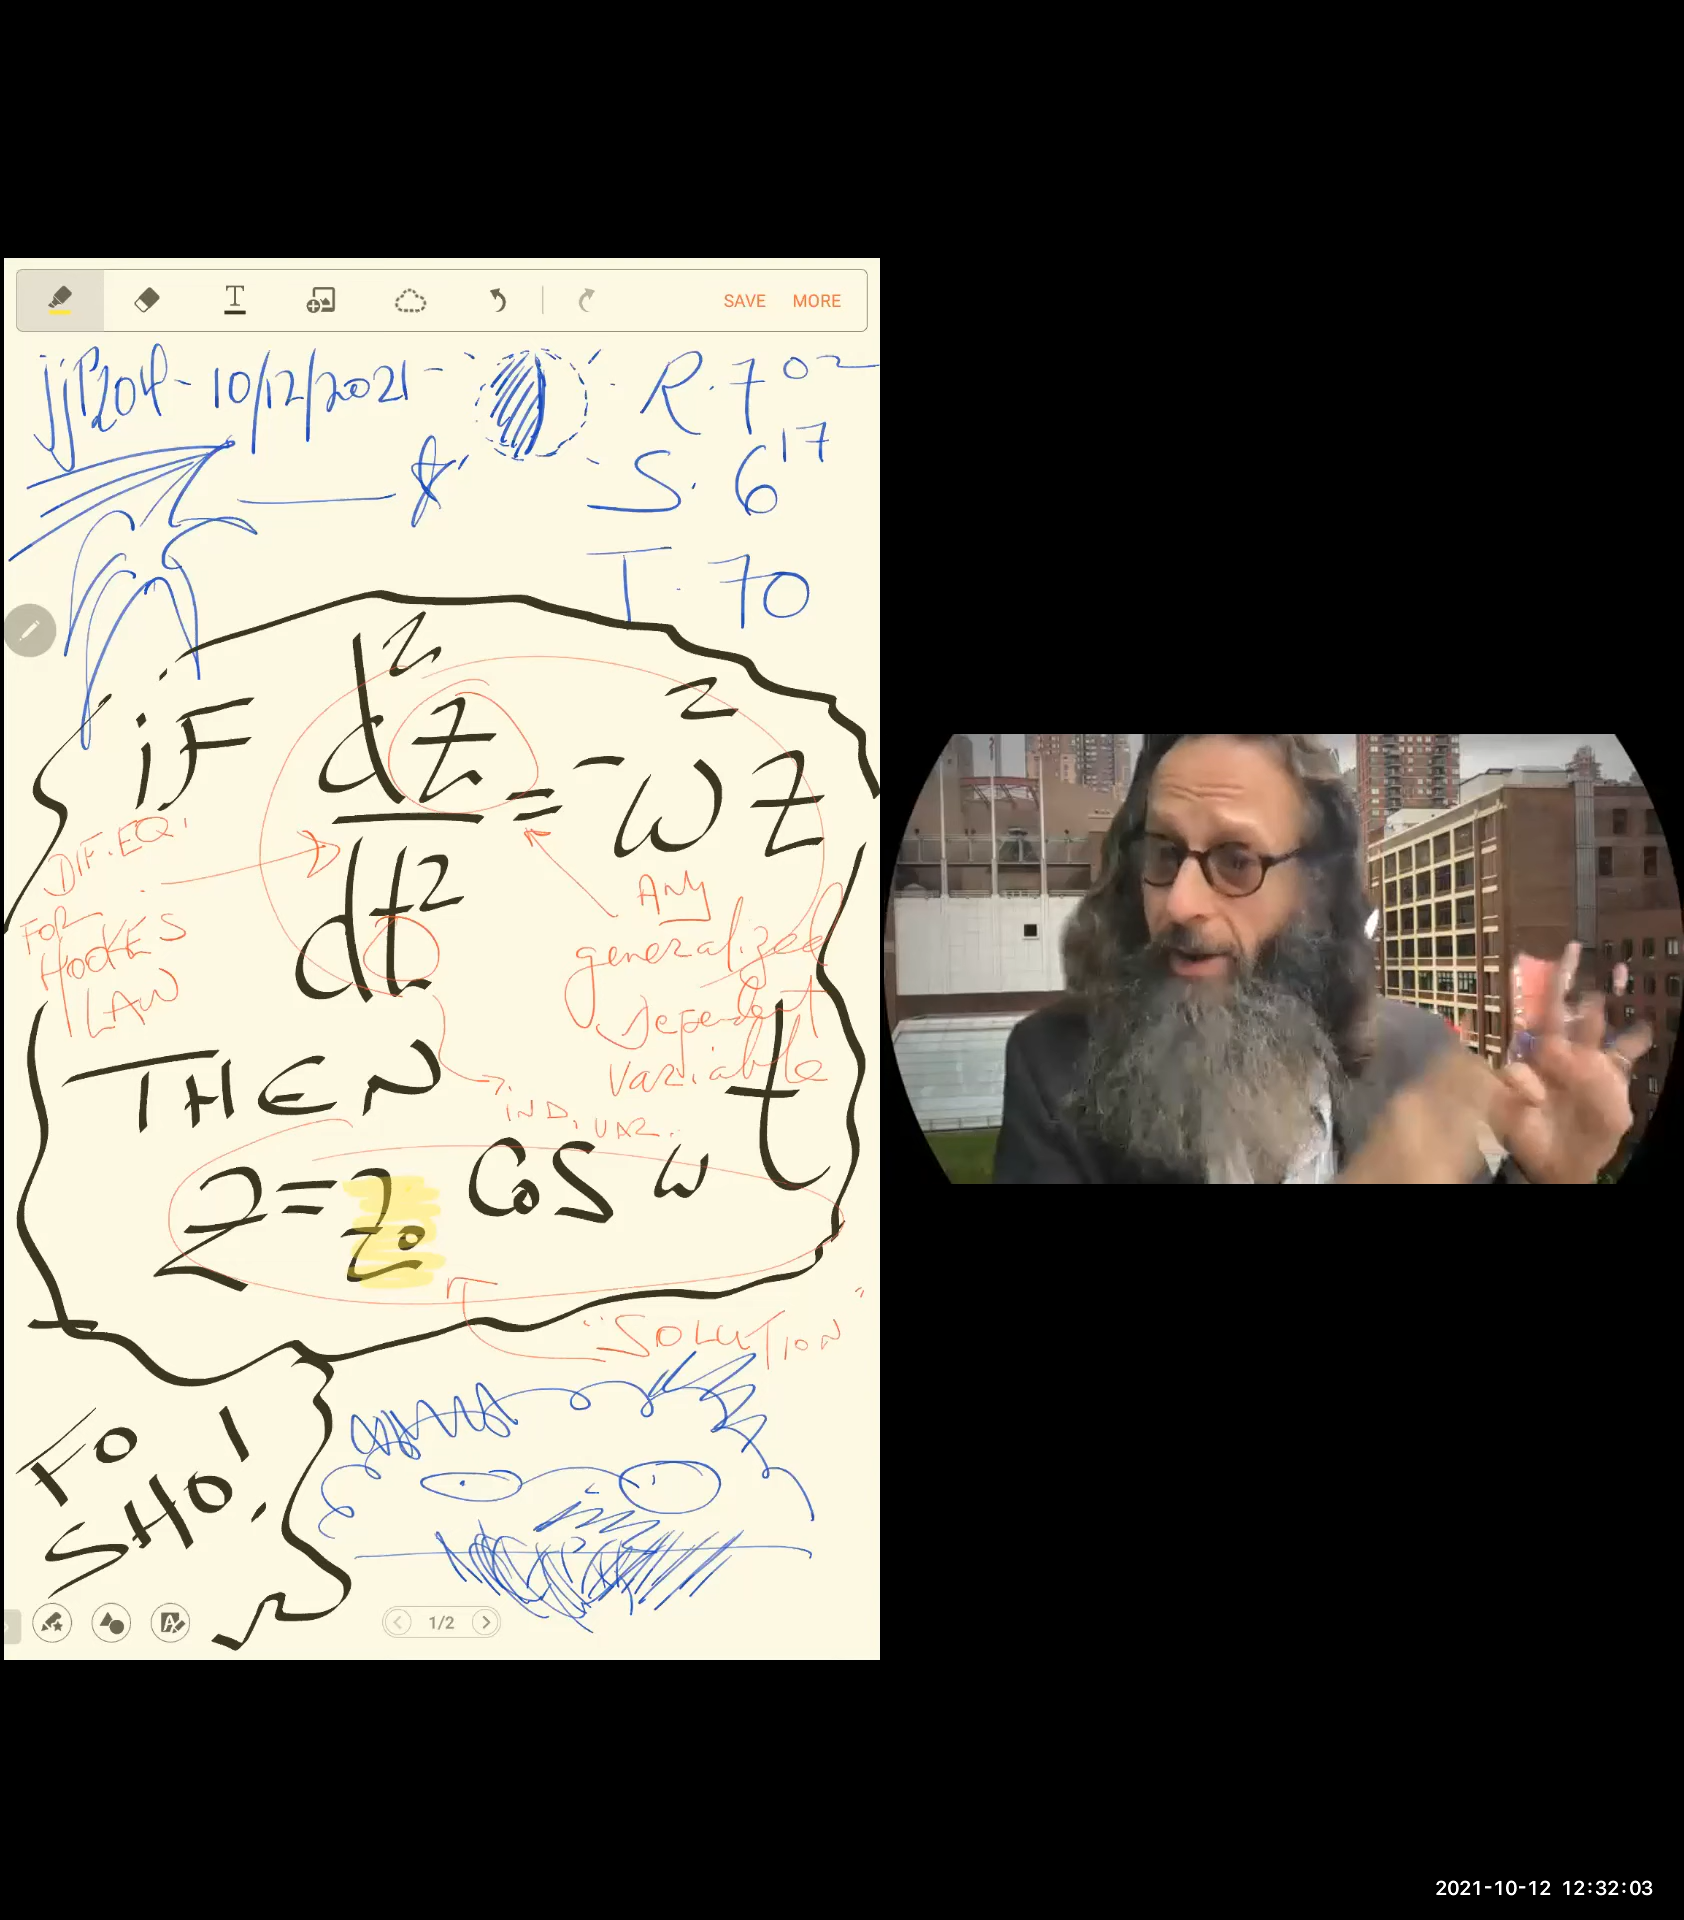 SAVE MORE
jjP204 - 10/12/2021 -
R. 7 02
S. 6 17
T. 70
iF d²z/dt² = -ω²z
DIF. EQ.
FOR
HOOKE'S
LAW
ANY
generalized
dependent
variable
THEN
IND. VAR.
z = z₀ COS ωt
"SOLUTION"
FO
SHO!
1/2
2021-10-12 12:32:03